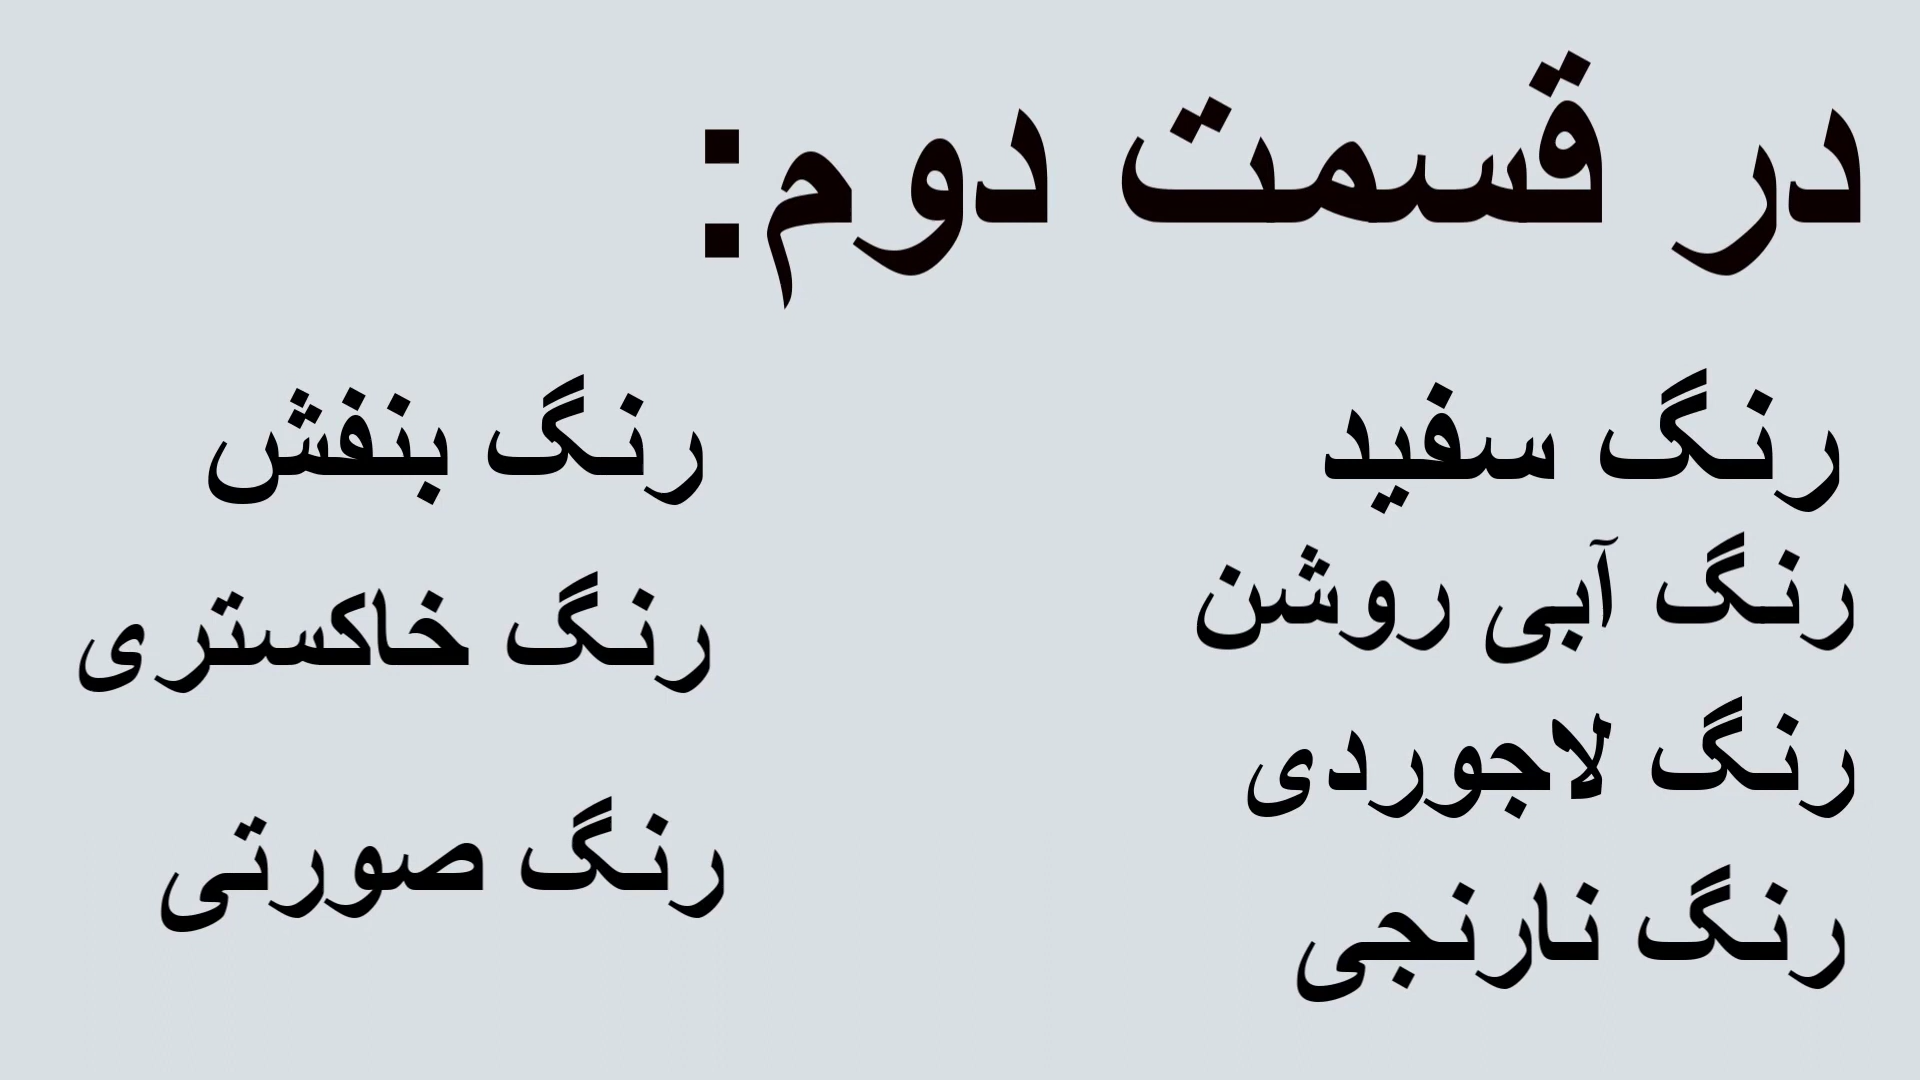 در قسمت دوم:
رنگ سفید
رنگ آبی روشن
رنگ لاجوردی
رنگ نارنجی
رنگ بنفش
رنگ خاکستری
رنگ صورتی